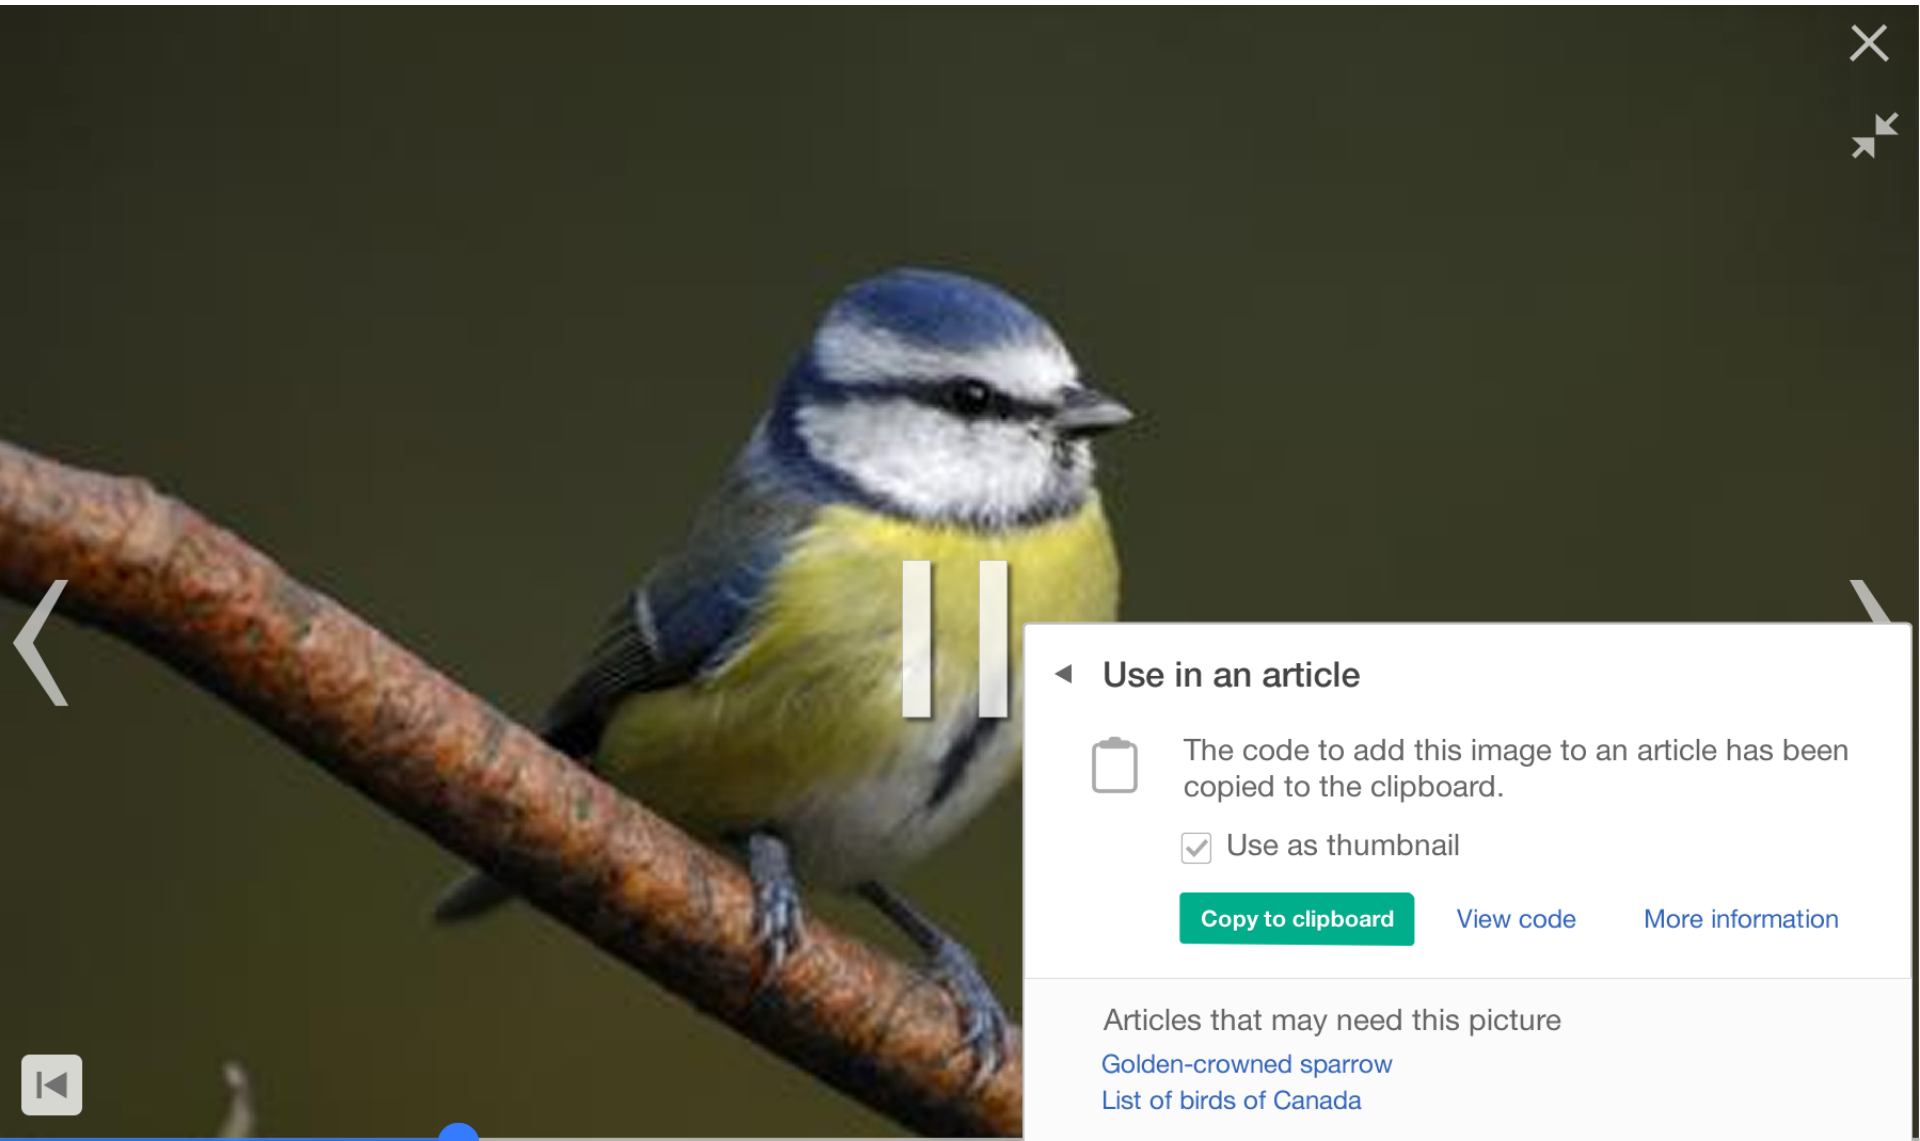 Use in an article
The code to add this image to an article has been
copied to the clipboard.
Use as thumbnail
Copy to clipboard View code More information
Articles that may need this picture
Golden-crowned sparrow
List of birds of Canada